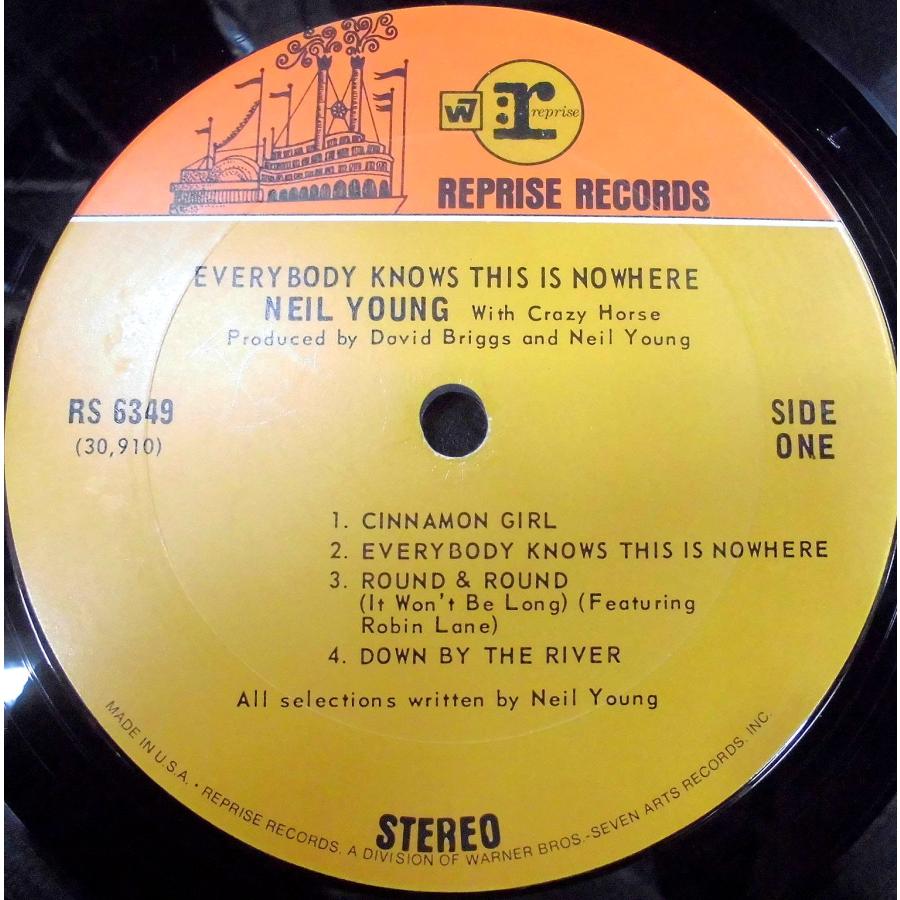 W7 r reprise
REPRISE RECORDS
EVERYBODY KNOWS THIS IS NOWHERE
NEIL YOUNG With Crazy Horse
Produced by David Briggs and Neil Young
RS 6349
(30,910)
SIDE
ONE
1. CINNAMON GIRL
2. EVERYBODY KNOWS THIS IS NOWHERE
3. ROUND & ROUND
(It Won't Be Long) (Featuring
Robin Lane)
4. DOWN BY THE RIVER
All selections written by Neil Young
STEREO
MADE IN U.S.A. • REPRISE RECORDS, A DIVISION OF WARNER BROS.-SEVEN ARTS RECORDS, INC.